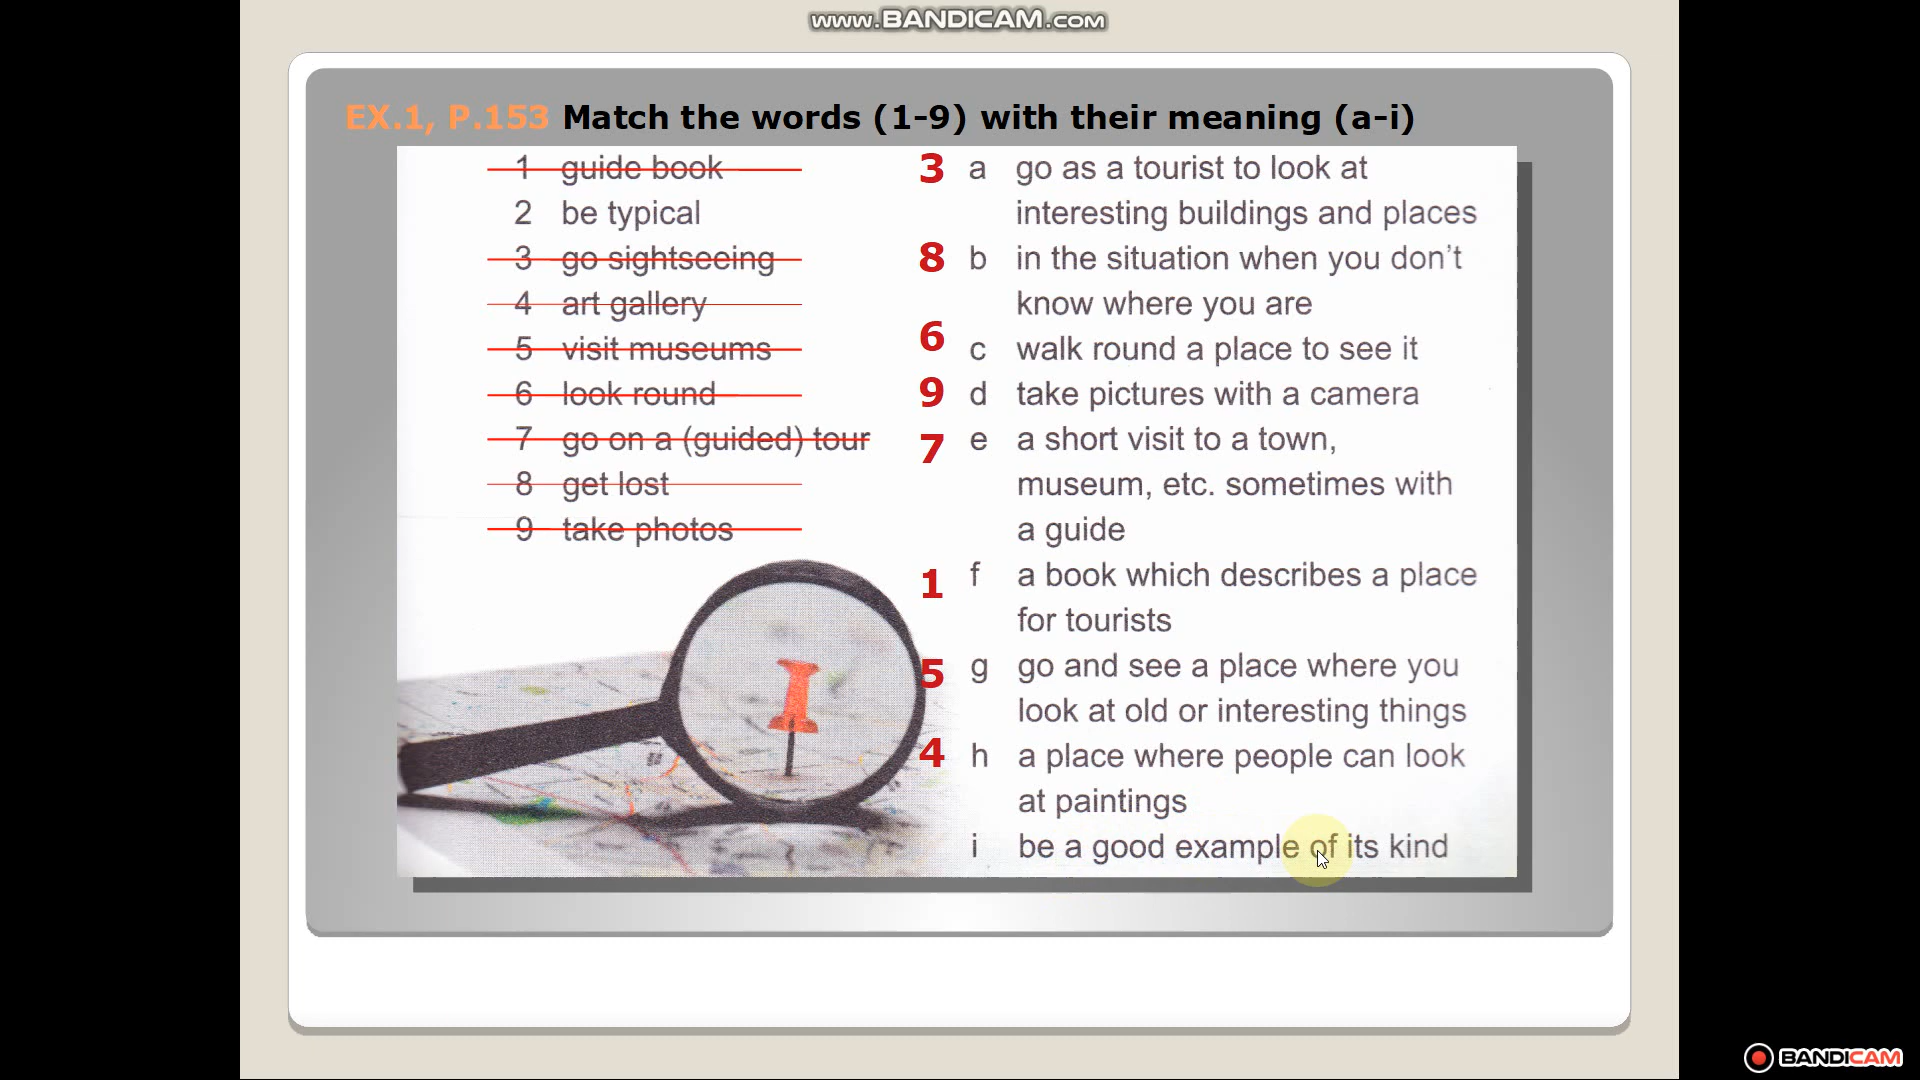 www.BANDICAM.com
EX.1, P.153 Match the words (1-9) with their meaning (a-i)
1 guide book
2 be typical
3 go sightseeing
4 art gallery
5 visit museums
6 look round
7 go on a (guided) tour
8 get lost
9 take photos
3 a go as a tourist to look at
interesting buildings and places
8 b in the situation when you don't
know where you are
6 c walk round a place to see it
9 d take pictures with a camera
7 e a short visit to a town,
museum, etc. sometimes with
a guide
1 f a book which describes a place
for tourists
5 g go and see a place where you
look at old or interesting things
4 h a place where people can look
at paintings
i be a good example of its kind
BANDICAM